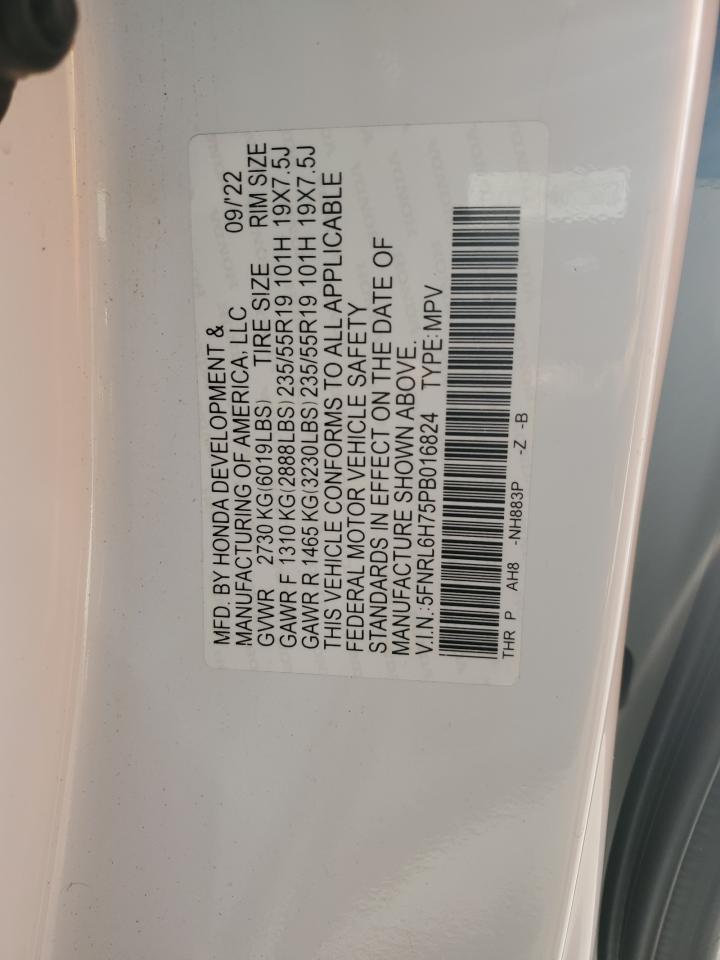 MFD. BY HONDA DEVELOPMENT &
MANUFACTURING OF AMERICA, LLC 09/'22
GVWR 2730 KG(6019LBS) TIRE SIZE RIM SIZE
GAWR F 1310 KG(2888LBS) 235/55R19 101H 19X7.5J
GAWR R 1465 KG(3230LBS) 235/55R19 101H 19X7.5J
THIS VEHICLE CONFORMS TO ALL APPLICABLE
FEDERAL MOTOR VEHICLE SAFETY
STANDARDS IN EFFECT ON THE DATE OF
MANUFACTURE SHOWN ABOVE.
V.I.N.:5FNRL6H75PB016824 TYPE:MPV
THR P AH8 -NH883P -Z -B